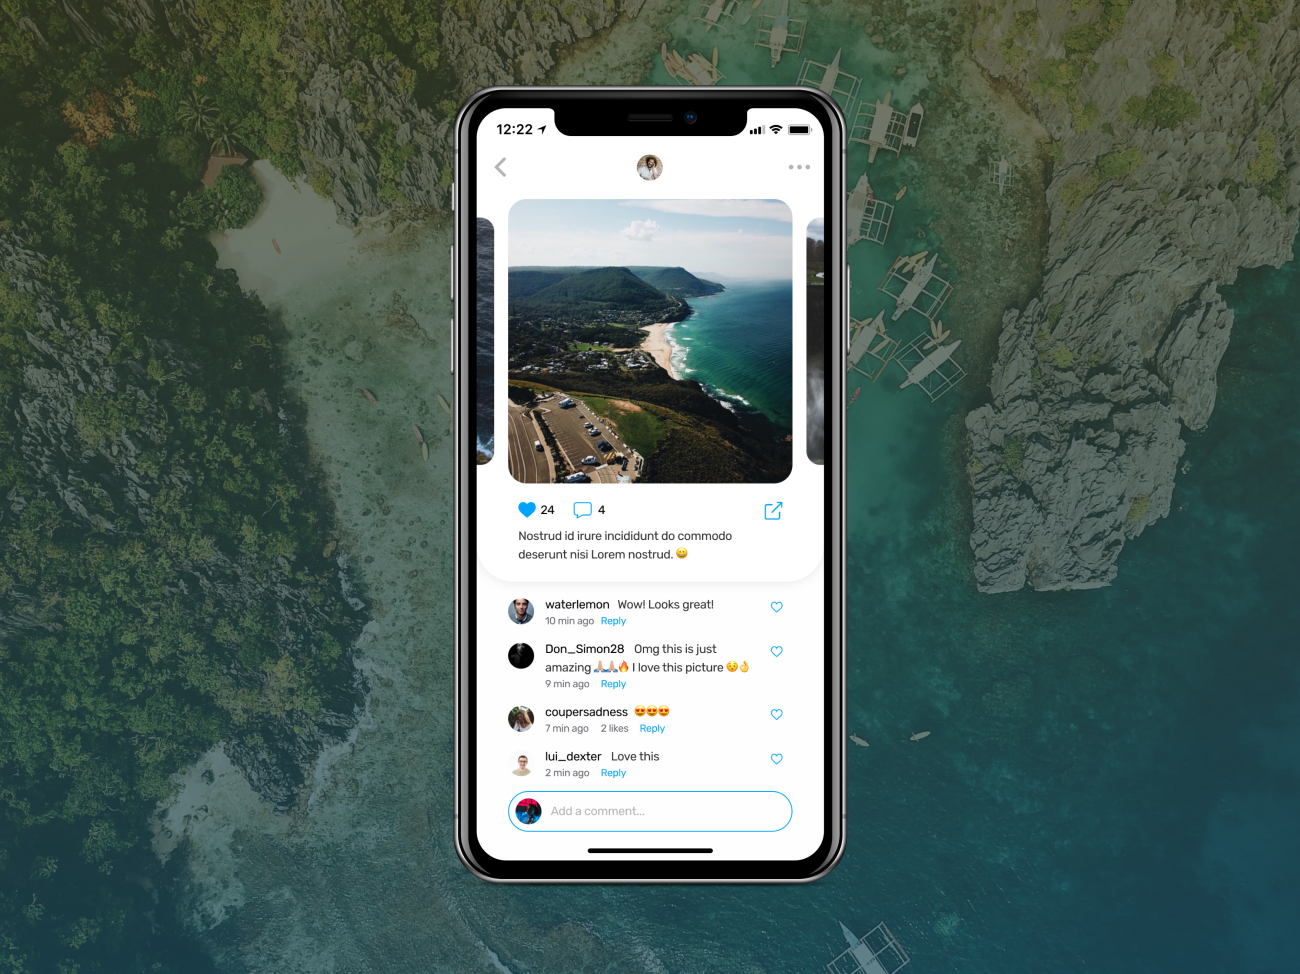 12:22
24 4
Nostrud id irure incididunt do commodo
deserunt nisi Lorem nostrud. 😀
waterlemon Wow! Looks great!
10 min ago Reply
Don_Simon28 Omg this is just
amazing 🙏🏼🙏🏼🔥 I love this picture 😚👌
9 min ago Reply
coupersadness 😍😍😍
7 min ago 2 likes Reply
lui_dexter Love this
2 min ago Reply
Add a comment...